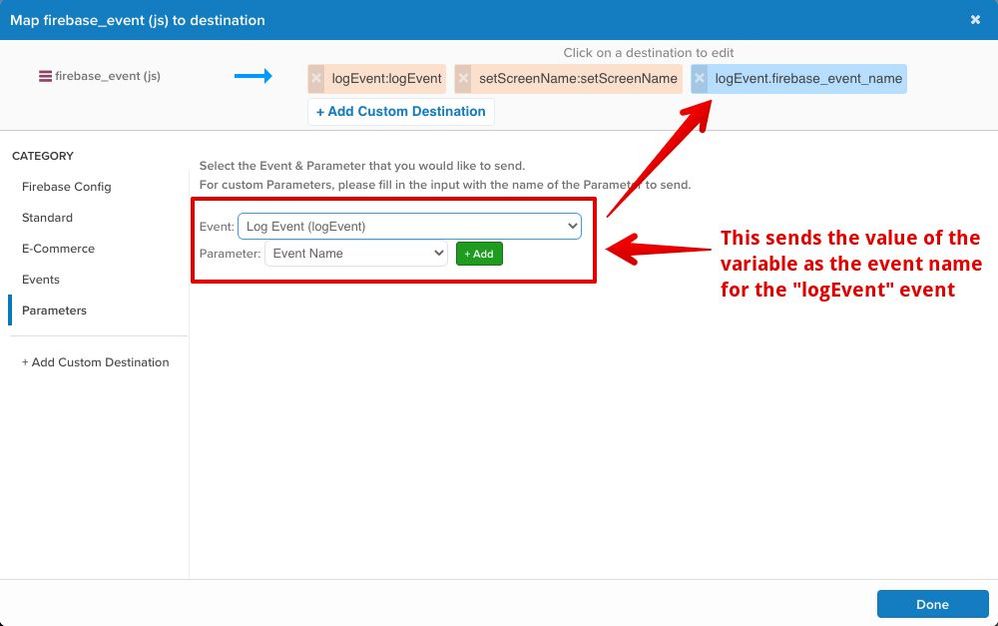 Map firebase_event (js) to destination
×
Click on a destination to edit
firebase_event (js)
× logEvent:logEvent
× setScreenName:setScreenName
× logEvent.firebase_event_name
+ Add Custom Destination
CATEGORY
Firebase Config
Standard
E-Commerce
Events
Parameters
+ Add Custom Destination
Select the Event & Parameter that you would like to send.
For custom Parameters, please fill in the input with the name of the Parameter to send.
Event: Log Event (logEvent)
Parameter: Event Name + Add
This sends the value of the
variable as the event name
for the "logEvent" event
Done